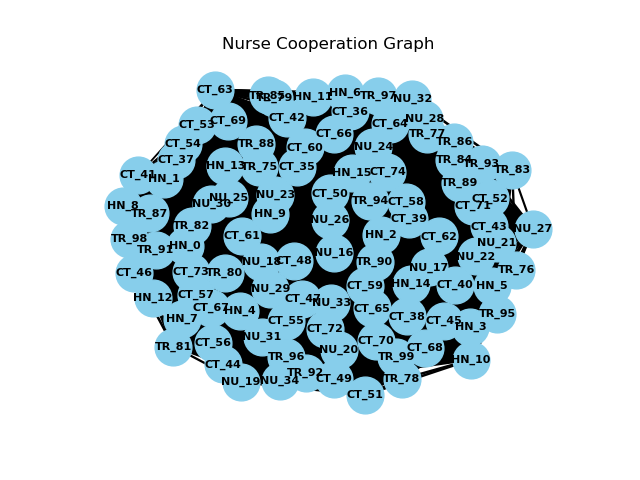 Nurse Cooperation Graph
CT_63
TR_85
TR_79
HN_11
HN_6
TR_97
NU_32
CT_53
CT_69
CT_42
CT_36
CT_64
NU_28
TR_77
CT_54
TR_88
CT_60
CT_66
NU_24
TR_86
CT_37
HN_13
TR_75
CT_35
HN_15
CT_74
TR_84
TR_93
TR_83
CT_41
HN_1
TR_89
HN_8
TR_87
NU_30
NU_25
NU_23
CT_50
TR_94
CT_58
CT_71
CT_52
HN_9
NU_26
CT_39
TR_82
CT_43
NU_27
TR_98
TR_91
HN_0
CT_61
HN_2
CT_62
NU_21
NU_16
NU_22
CT_46
CT_73
TR_80
NU_18
CT_48
TR_90
NU_17
TR_76
HN_12
CT_57
NU_29
CT_47
NU_33
CT_59
HN_14
CT_40
HN_5
HN_7
CT_67
HN_4
CT_55
CT_65
CT_38
CT_45
HN_3
TR_95
TR_81
CT_56
NU_31
CT_72
CT_70
CT_68
CT_44
TR_96
NU_20
TR_99
HN_10
NU_19
NU_34
TR_92
CT_49
TR_78
CT_51